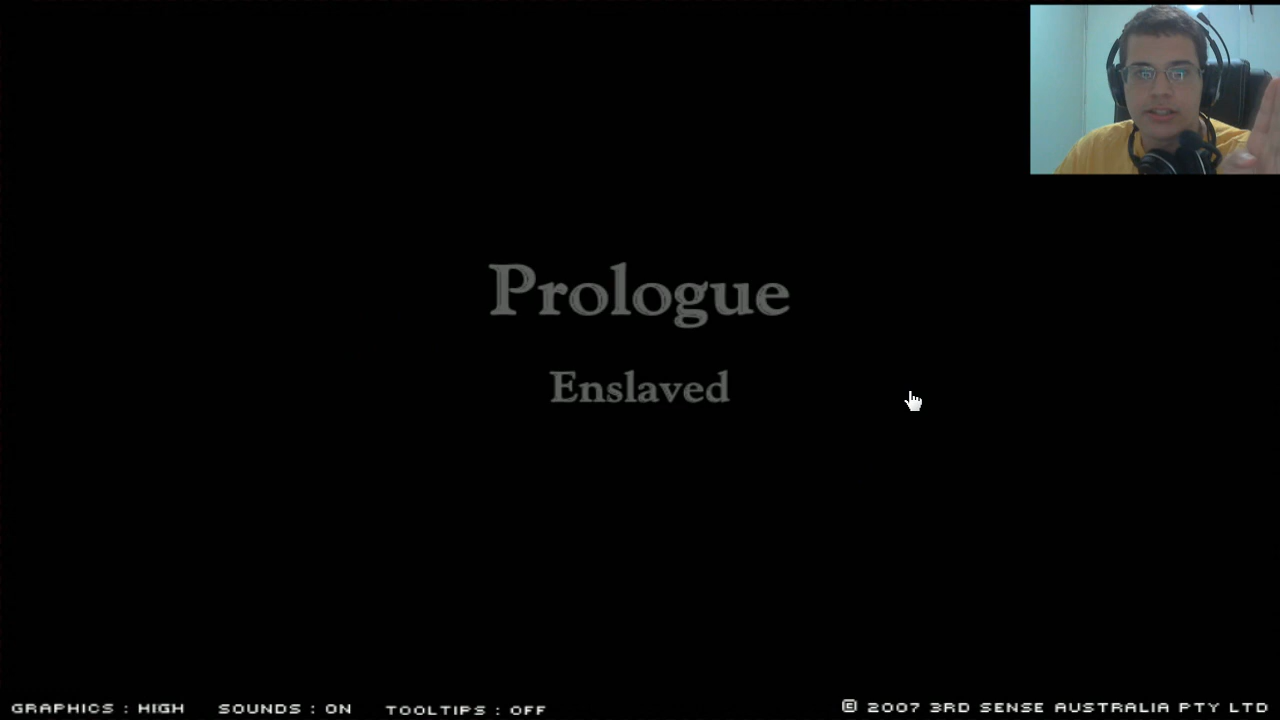 Prologue
Enslaved
GRAPHICS : HIGH SOUNDS : ON TOOLTIPS : OFF © 2007 3RD SENSE AUSTRALIA PTY LTD